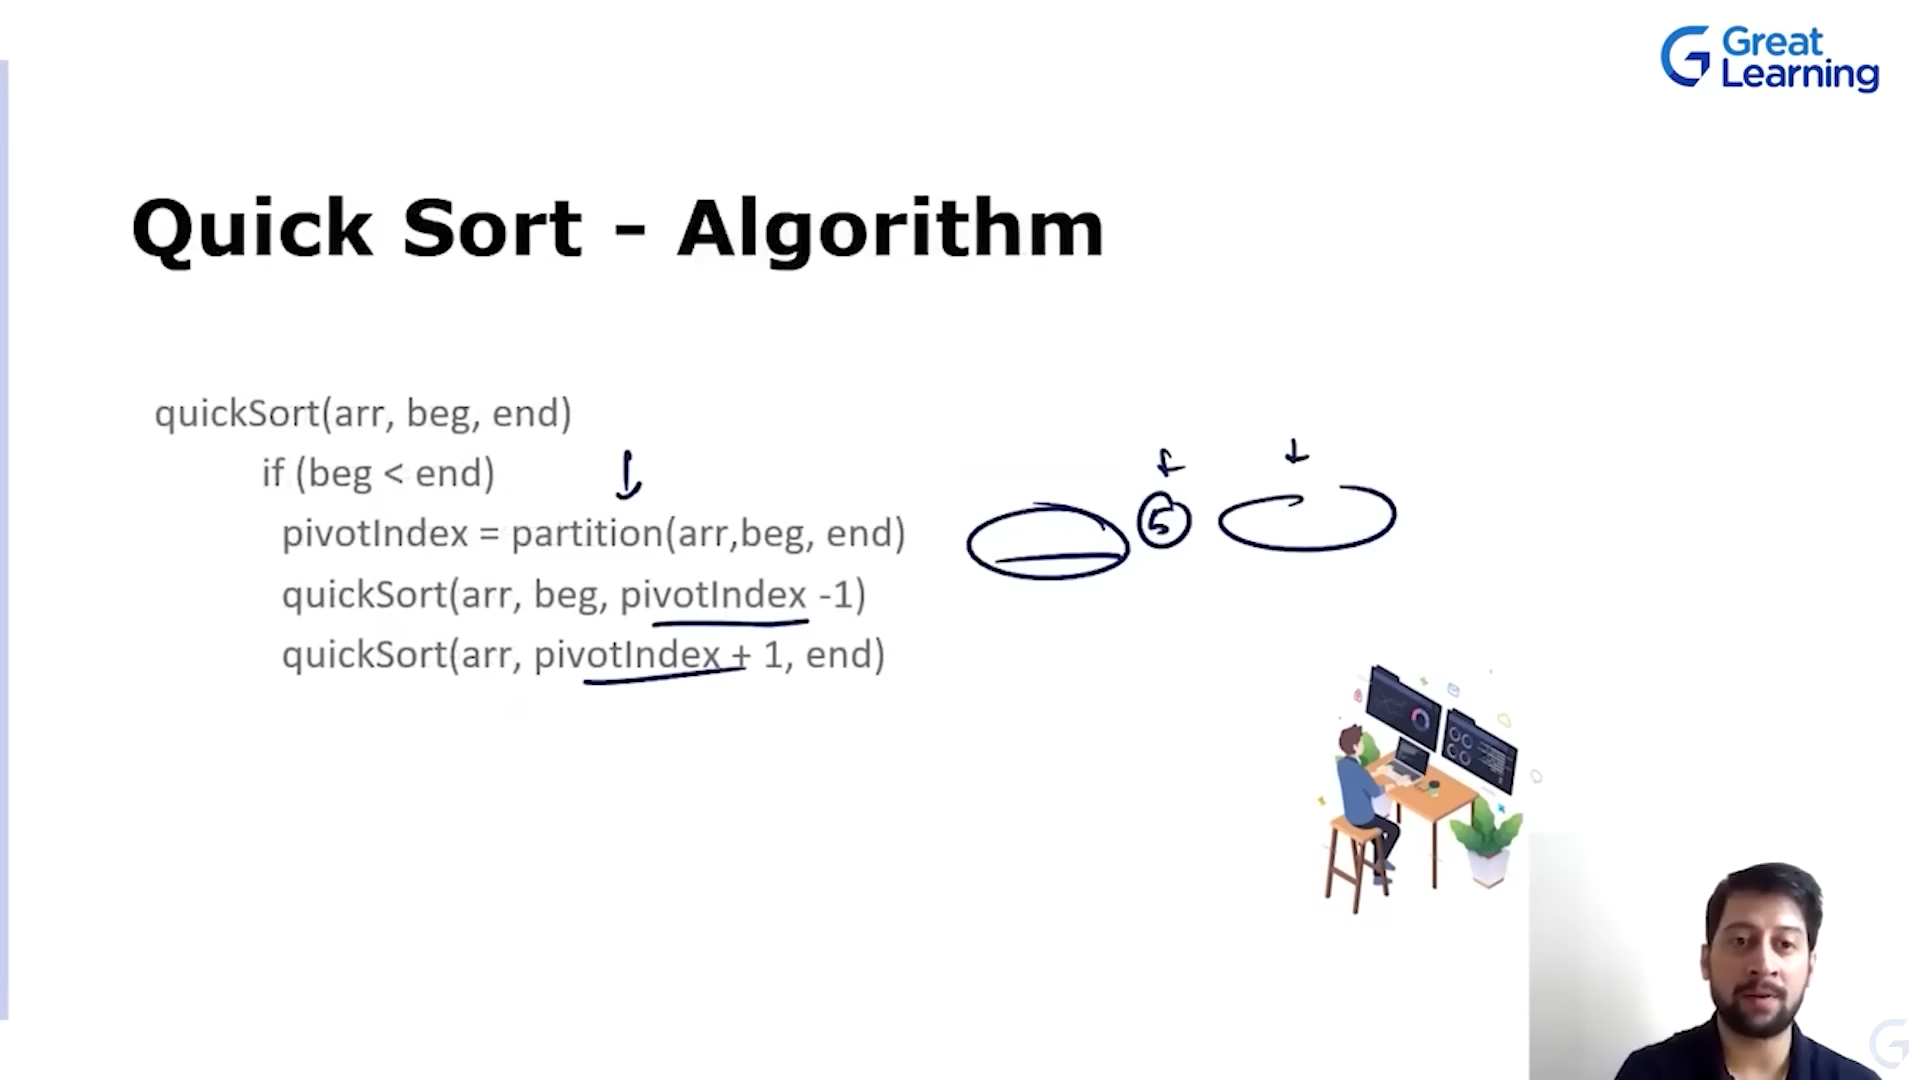 Great
Learning
Quick Sort - Algorithm
quickSort(arr, beg, end)
if (beg < end)
pivotIndex = partition(arr,beg, end)
quickSort(arr, beg, pivotIndex -1)
quickSort(arr, pivotIndex + 1, end)
5